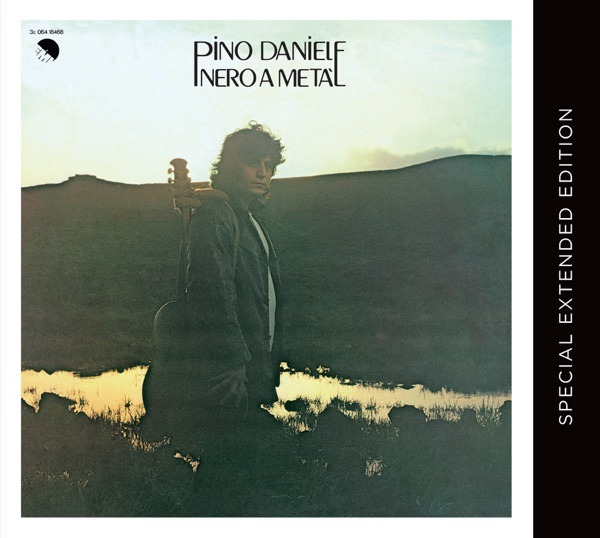 3c 064 18468
PINO DANIELE
NERO A METÀ
SPECIAL EXTENDED EDITION